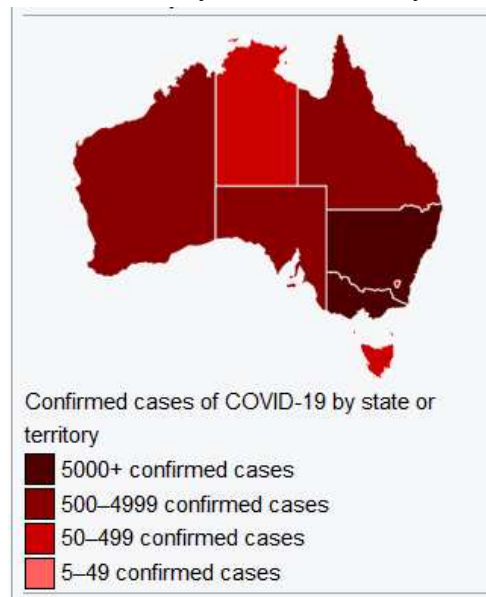 Confirmed cases of COVID-19 by state or
territory
5000+ confirmed cases
500–4999 confirmed cases
50–499 confirmed cases
5–49 confirmed cases